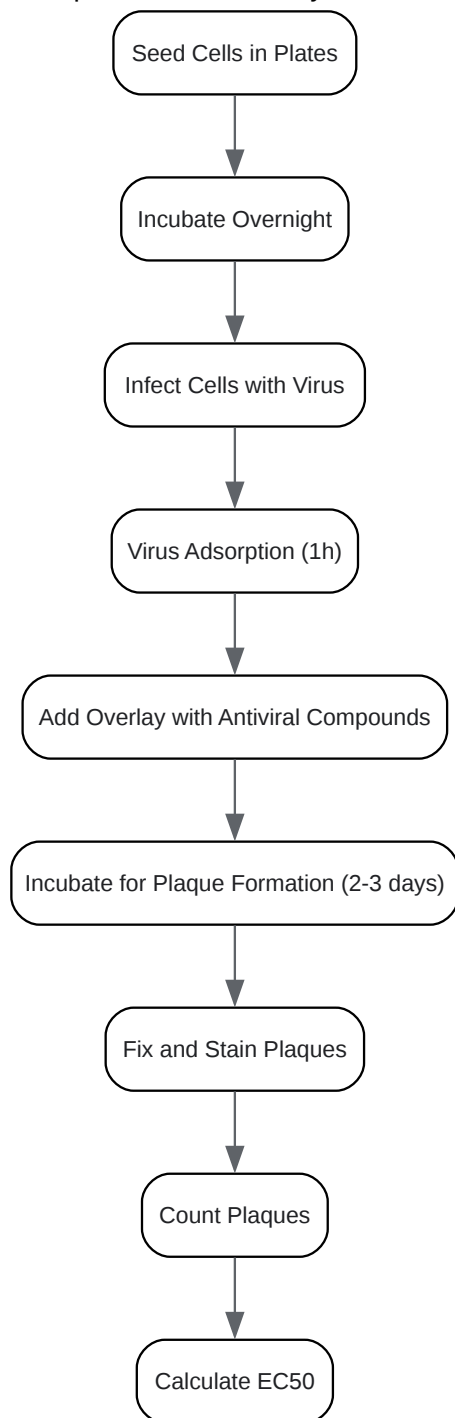 Seed Cells in Plates
Incubate Overnight
Infect Cells with Virus
Virus Adsorption (1h)
Add Overlay with Antiviral Compounds
Incubate for Plaque Formation (2-3 days)
Fix and Stain Plaques
Count Plaques
Calculate EC50